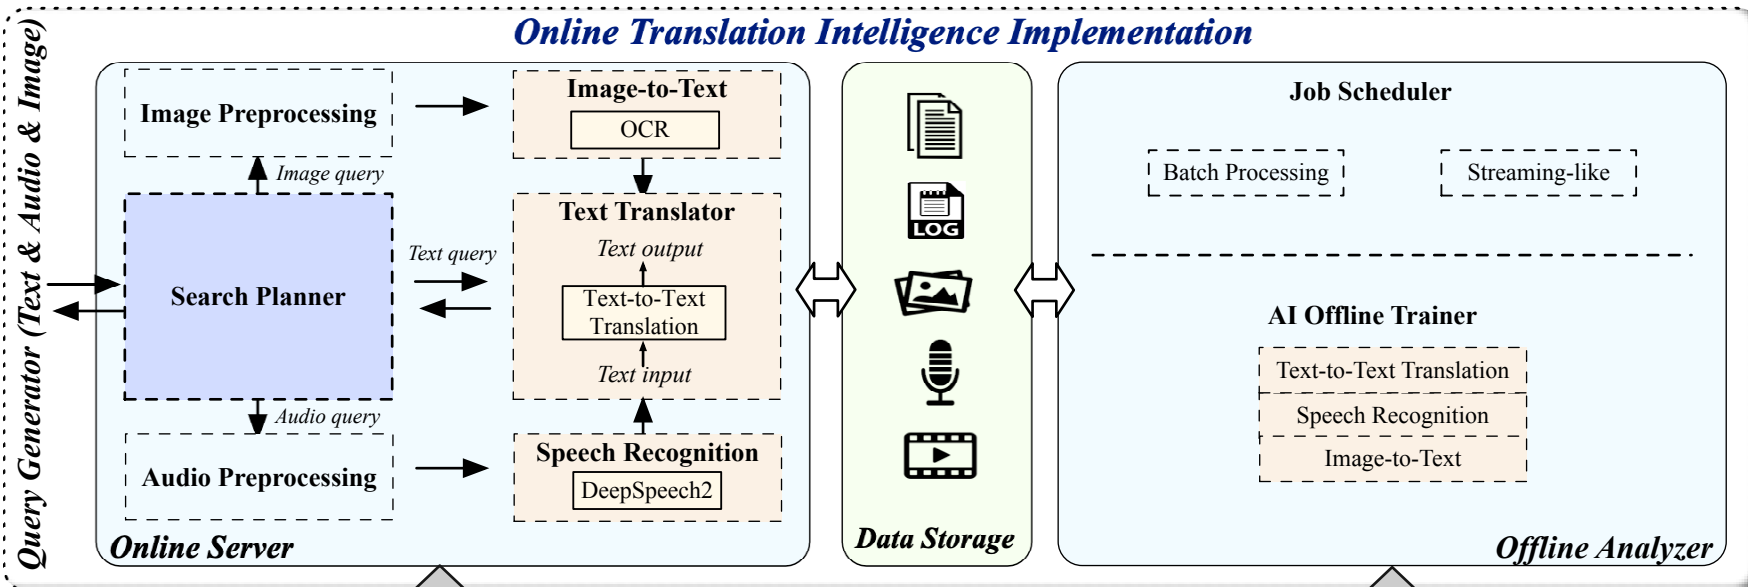 Online Translation Intelligence Implementation
Query Generator (Text & Audio & Image)
Image Preprocessing
Image query
Search Planner
Audio query
Audio Preprocessing
Text query
Image-to-Text
OCR
Text Translator
Text output
Text-to-Text
Translation
Text input
Speech Recognition
DeepSpeech2
Online Server
LOG
Data Storage
Job Scheduler
Batch Processing
Streaming-like
AI Offline Trainer
Text-to-Text Translation
Speech Recognition
Image-to-Text
Offline Analyzer